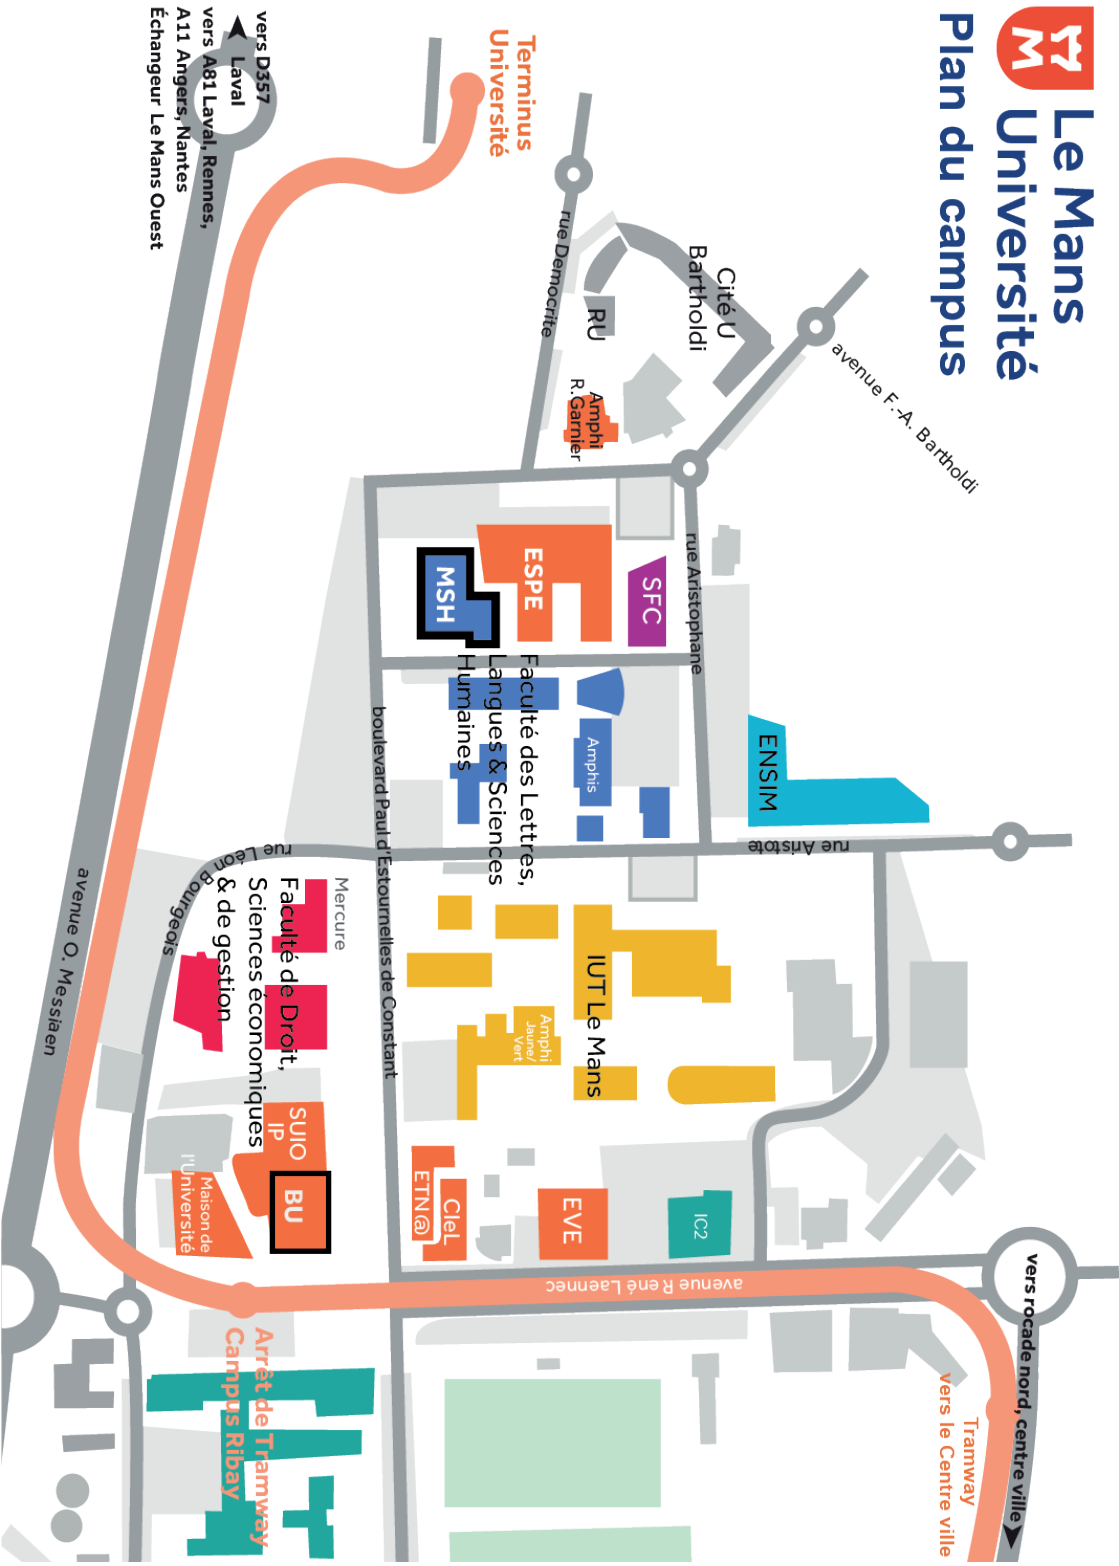 Le Mans
Université
Plan du campus
Terminus
Université
vers D357
Laval
vers A81 Laval, Rennes,
A11 Angers, Nantes
Échangeur Le Mans Ouest
rue Democrite
Cité U
Bartholdi
RU
avenue F.-A. Bartholdi
Amphi
R.Garnier
ESPE
MSH
SFC
rue Aristophane
Faculté des Lettres,
Langues & Sciences
Humaines
Amphis
ENSIM
rue Aristote
boulevard Paul d'Estournelles de Constant
rue Léon Bourgeois
avenue O. Messiaen
Mercure
Faculté de Droit,
Sciences économiques
& de gestion
IUT Le Mans
Amphi
Jaune/
Vert
SUIO
IP
BU
Maison de
l'Université
ETN@
CIeL
EVE
IC2
avenue René Laennec
vers rocade nord, centre ville
Tramway
vers le Centre ville
Arrêt de Tramway
Campus Ribay